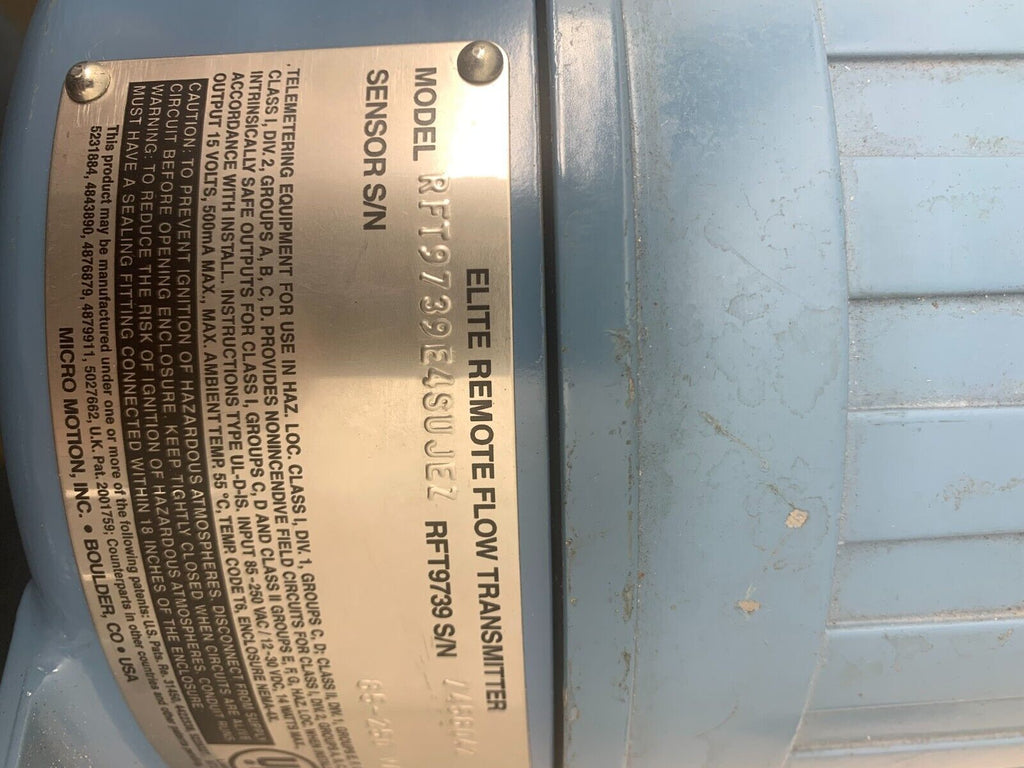 ELITE REMOTE FLOW TRANSMITTER
MODEL RFT9739E4SUJEZ RFT9739 S/N
SENSOR S/N 85-250
TELEMETERING EQUIPMENT FOR USE IN HAZ. LOC. CLASS I, DIV. 1, GROUPS C, D; CLASS II, DIV. 1,
CLASS I, DIV. 2, GROUPS A, B, C, D. PROVIDES NONINCENDIVE FIELD CIRCUITS FOR CLASS I, DIV. 2,
INTRINSICALLY SAFE OUTPUTS FOR CLASS I, GROUPS C, D AND CLASS II GROUPS E, F, G, HAZ. LOC. WHEN
ACCORDANCE WITH INSTALL. INSTRUCTIONS TYPE UL-D-IS. INPUT 85-250 VAC / 12-30 VDC, 14 WATTS MAX.
OUTPUT 15 VOLTS, 500mA MAX., MAX. AMBIENT TEMP. 55 °C, TEMP. CODE T6, ENCLOSURE NEMA-4X.
CAUTION, TO PREVENT IGNITION OF HAZARDOUS ATMOSPHERES, DISCONNECT FROM SUPPLY
CIRCUIT BEFORE OPENING ENCLOSURE, KEEP TIGHTLY CLOSED WHEN CIRCUITS ARE ALIVE
WARNING: TO REDUCE THE RISK OF IGNITION OF HAZARDOUS ATMOSPHERES, CONDUIT
MUST HAVE A SEALING FITTING CONNECTED WITHIN 18 INCHES OF THE ENCLOSURE
This product may be manufactured under one or more of the following patents: U.S. Pats. Re. 31450,
5231884, 4843890, 4876879, 4879911, 5027662, U.K. Pat. 2001759; Counterparts in other countries and other
MICRO MOTION, INC. • BOULDER, CO • USA